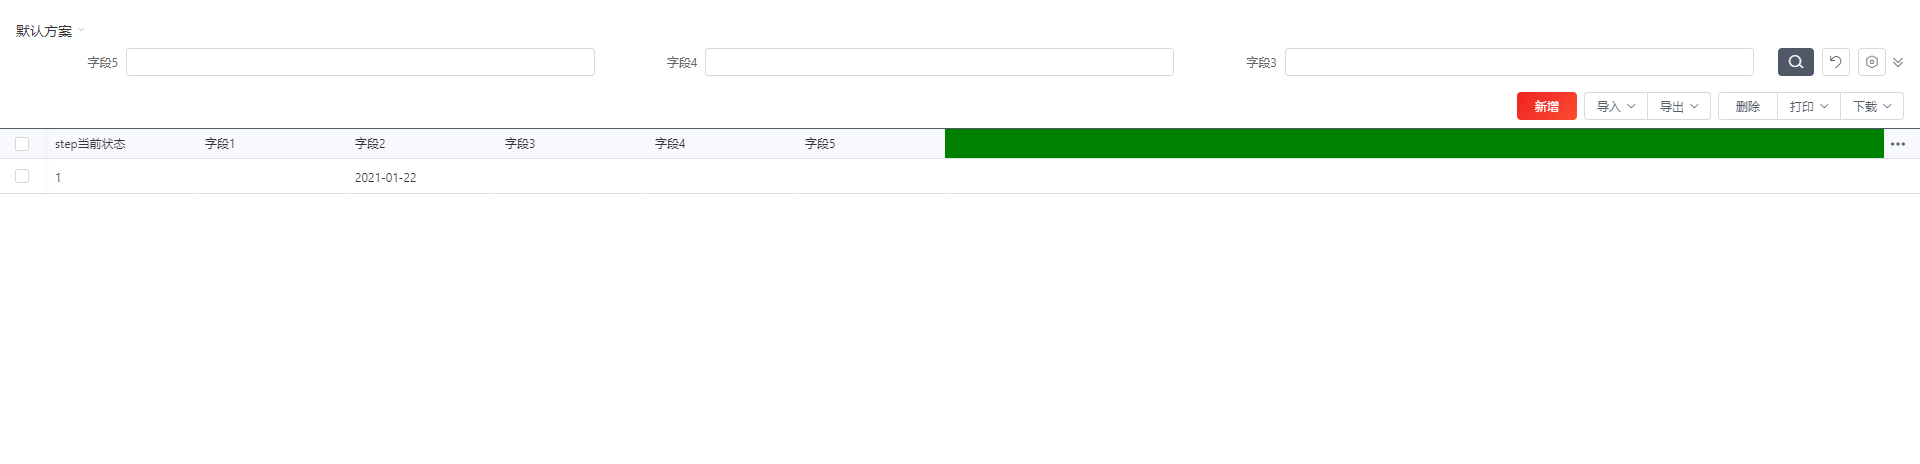 默认方案
字段5 字段4 字段3
新增 导入 导出 删除 打印 下载
step当前状态 字段1 字段2 字段3 字段4 字段5
1 2021-01-22